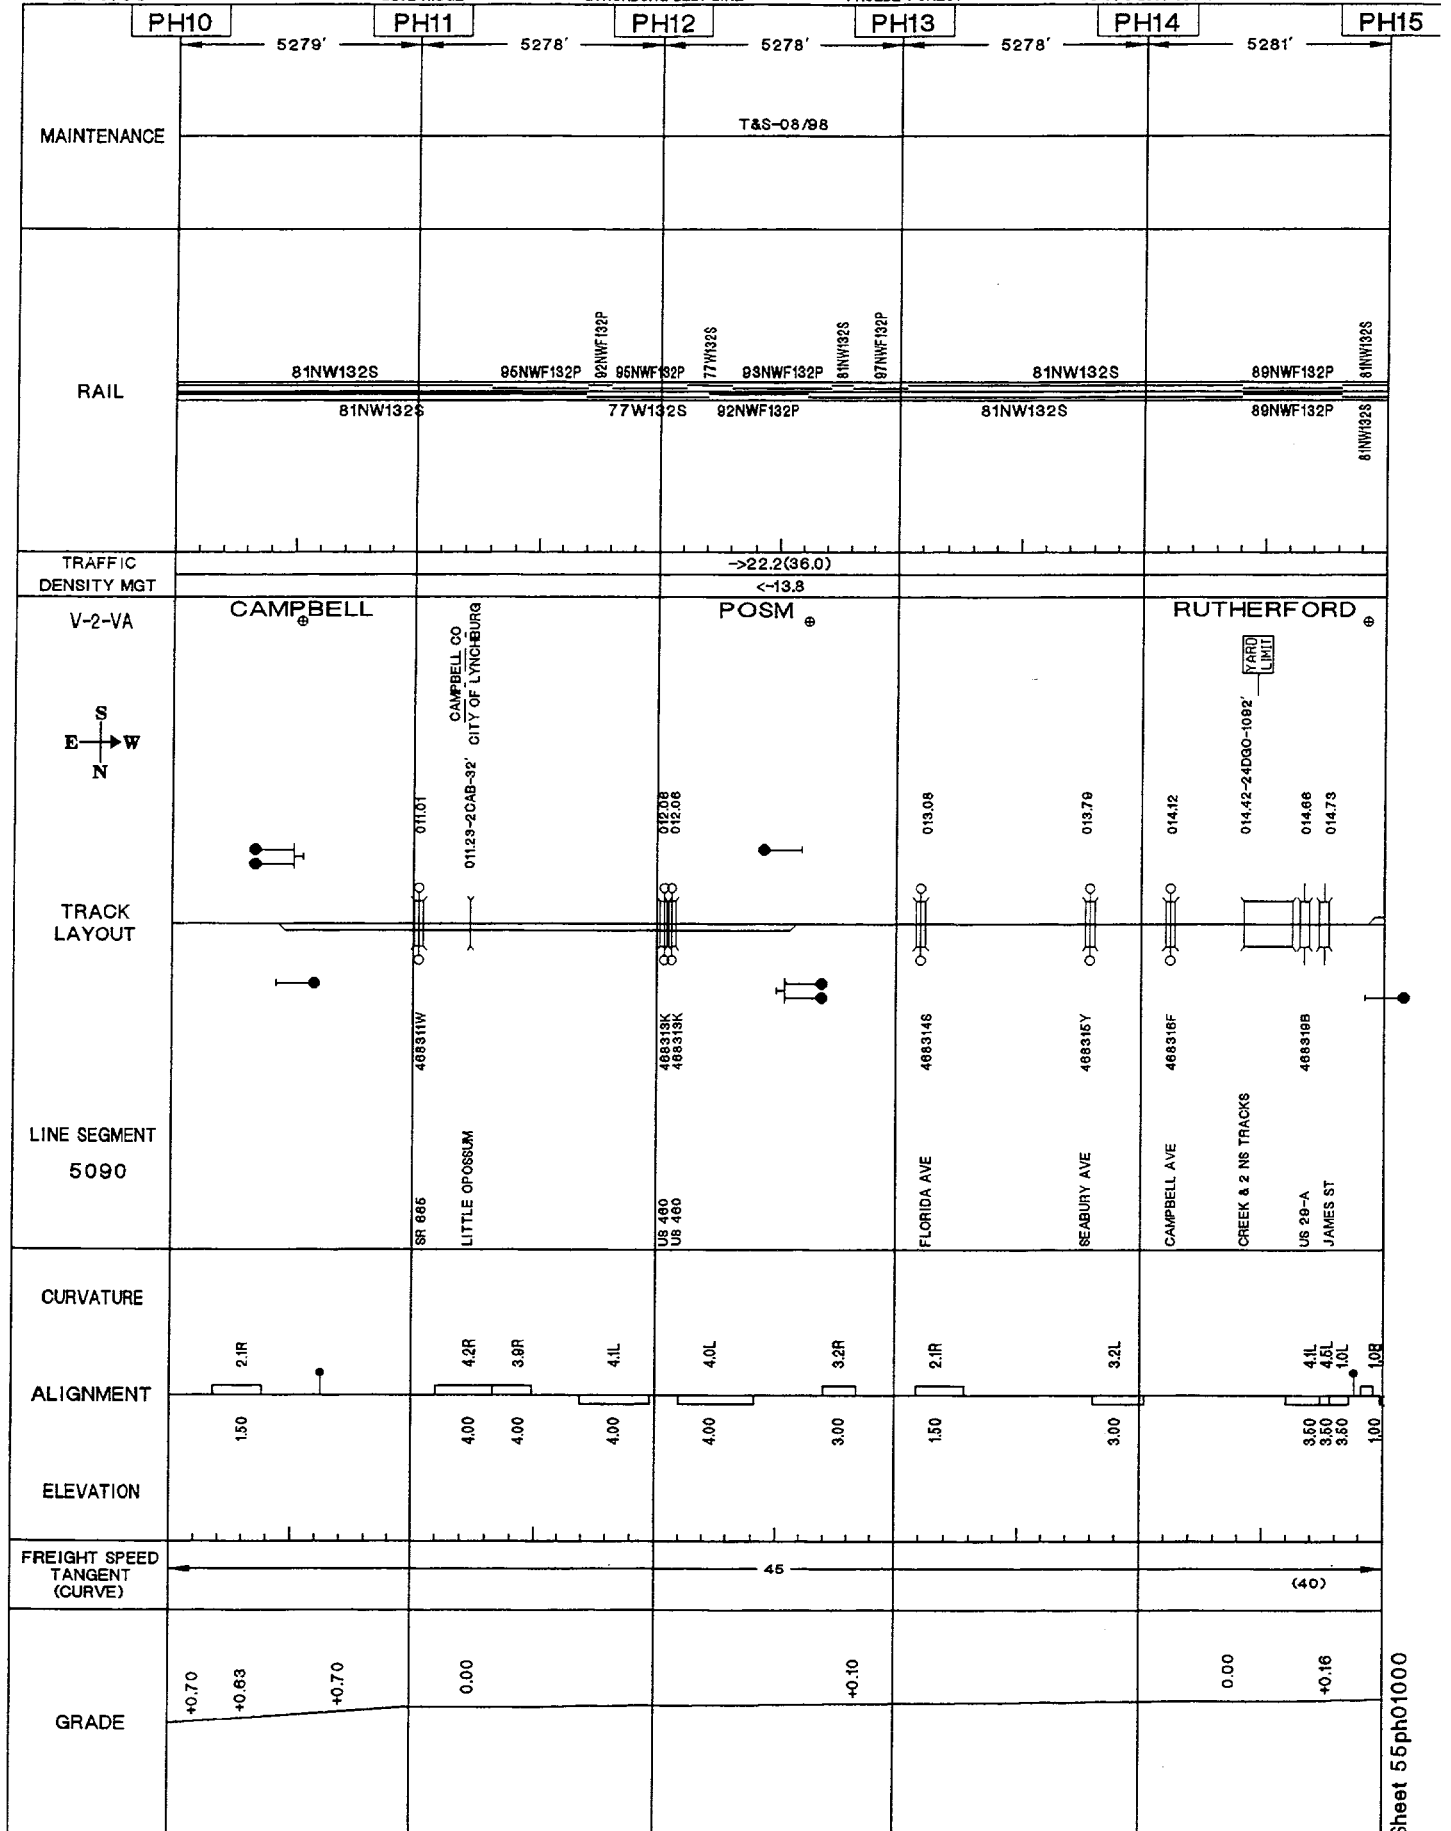 PH10 PH11 PH12 PH13 PH14 PH15
5279' 5278' 5278' 5278' 5281'
MAINTENANCE
T&S-08/98
RAIL
81NW132S 95NWF132P 92NWF132P 95NWF132P 77W132S 93NWF132P 81NW132S 97NWF132P 81NW132S 89NWF132P 81NW132S
81NW132S 77W132S 92NWF132P 81NW132S 89NWF132P 81NW132S
TRAFFIC
DENSITY MGT
->22.2(36.0)
<-13.8
V-2-VA
CAMPBELL POSM RUTHERFORD
CAMPBELL CO
CITY OF LYNCHBURG
YARD
LIMIT
S
E W
N
011.01 011.23-2CAB-32' 012.06 012.06 013.08 013.79 014.12 014.42-24DGO-1092' 014.66 014.73
TRACK
LAYOUT
468311W 468313K 468313K 468314S 468315Y 468316F 468319B
LINE SEGMENT
5090
SR 665 LITTLE OPOSSUM US 460 US 460 FLORIDA AVE SEABURY AVE CAMPBELL AVE CREEK & 2 NS TRACKS US 29-A JAMES ST
CURVATURE
2.1R 4.2R 3.9R 4.1L 4.0L 3.2R 2.1R 3.2L 4.1L 4.5L 1.0L
ALIGNMENT
1.50 4.00 4.00 4.00 4.00 3.00 1.50 3.00 3.50 3.50 3.50 1.00
ELEVATION
FREIGHT SPEED
TANGENT
(CURVE)
45
(40)
GRADE
+0.70 +0.63 +0.70 0.00 +0.10 0.00 +0.16
Sheet 55ph01000